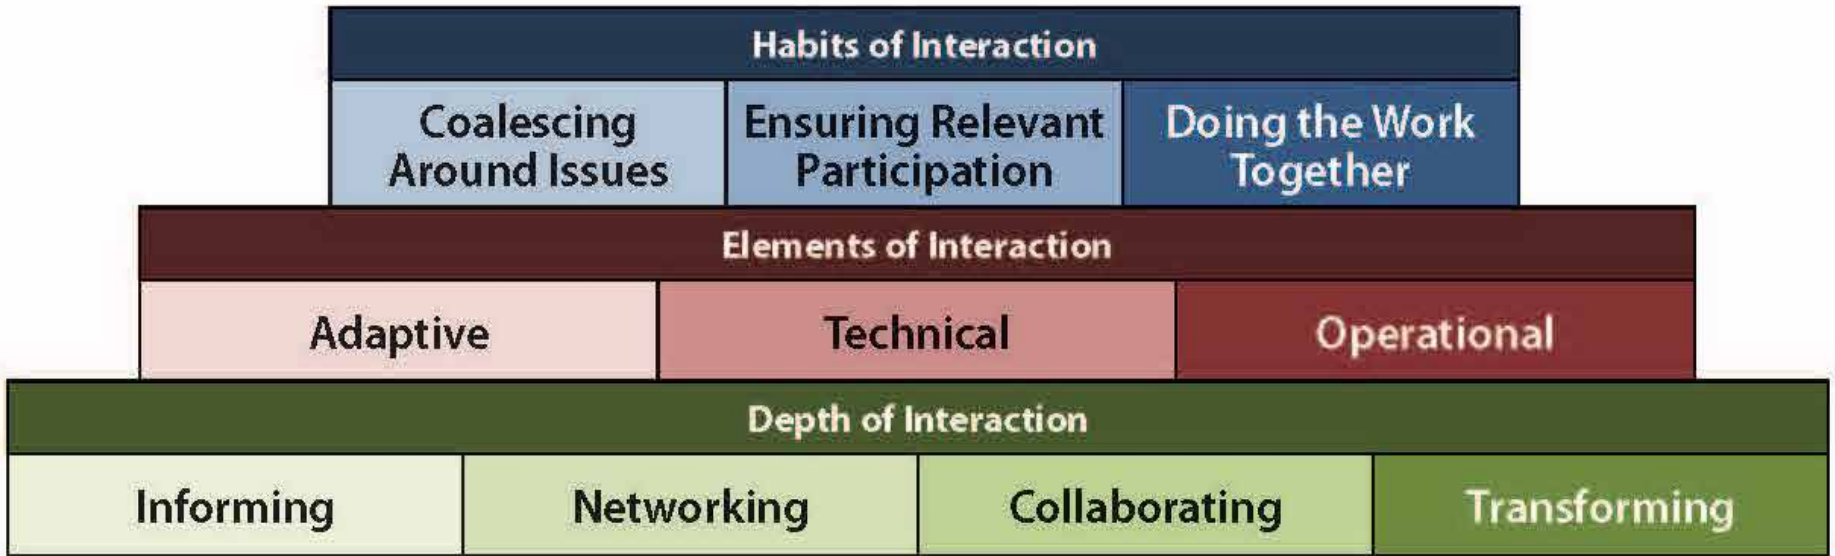 Habits of Interaction
Coalescing
Around Issues
Ensuring Relevant
Participation
Doing the Work
Together
Elements of Interaction
Adaptive
Technical
Operational
Depth of Interaction
Informing
Networking
Collaborating
Transforming